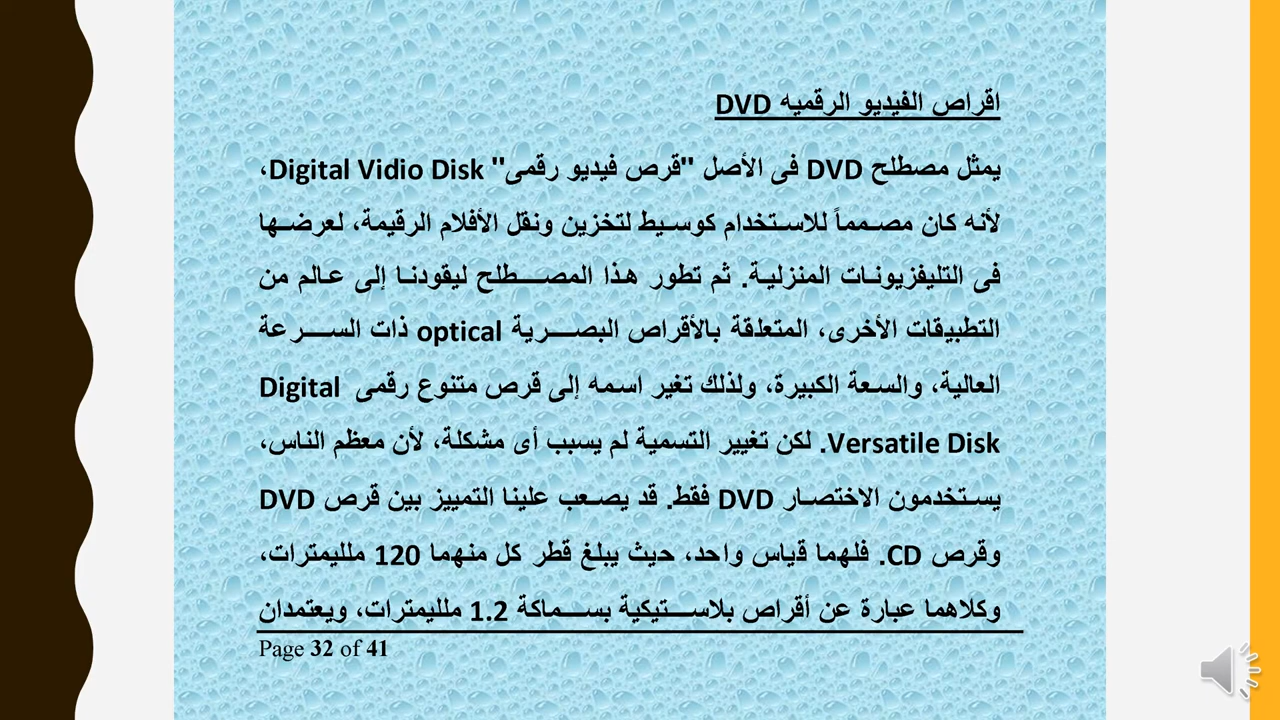 اقراص الفيديو الرقميه DVD
يمثل مصطلح DVD فى الأصل "قرص فيديو رقمى" Digital Vidio Disk،
لأنه كان مصمماً للاستخدام كوسيط لتخزين ونقل الأفلام الرقيمة، لعرضها
فى التليفزيونات المنزلية. ثم تطور هذا المصطلح ليقودنا إلى عالم من
التطبيقات الأخرى، المتعلقة بالأقراص البصرية optical ذات السرعة
العالية، والسعة الكبيرة، ولذلك تغير اسمه إلى قرص متنوع رقمى Digital
Versatile Disk. لكن تغيير التسمية لم يسبب أى مشكلة، لأن معظم الناس،
يستخدمون الاختصار DVD فقط. قد يصعب علينا التمييز بين قرص DVD
وقرص CD. فلهما قياس واحد، حيث يبلغ قطر كل منهما 120 ملليمترات،
وكلاهما عبارة عن أقراص بلاستيكية بسماكة 1.2 ملليمترات، ويعتمدان
Page 32 of 41